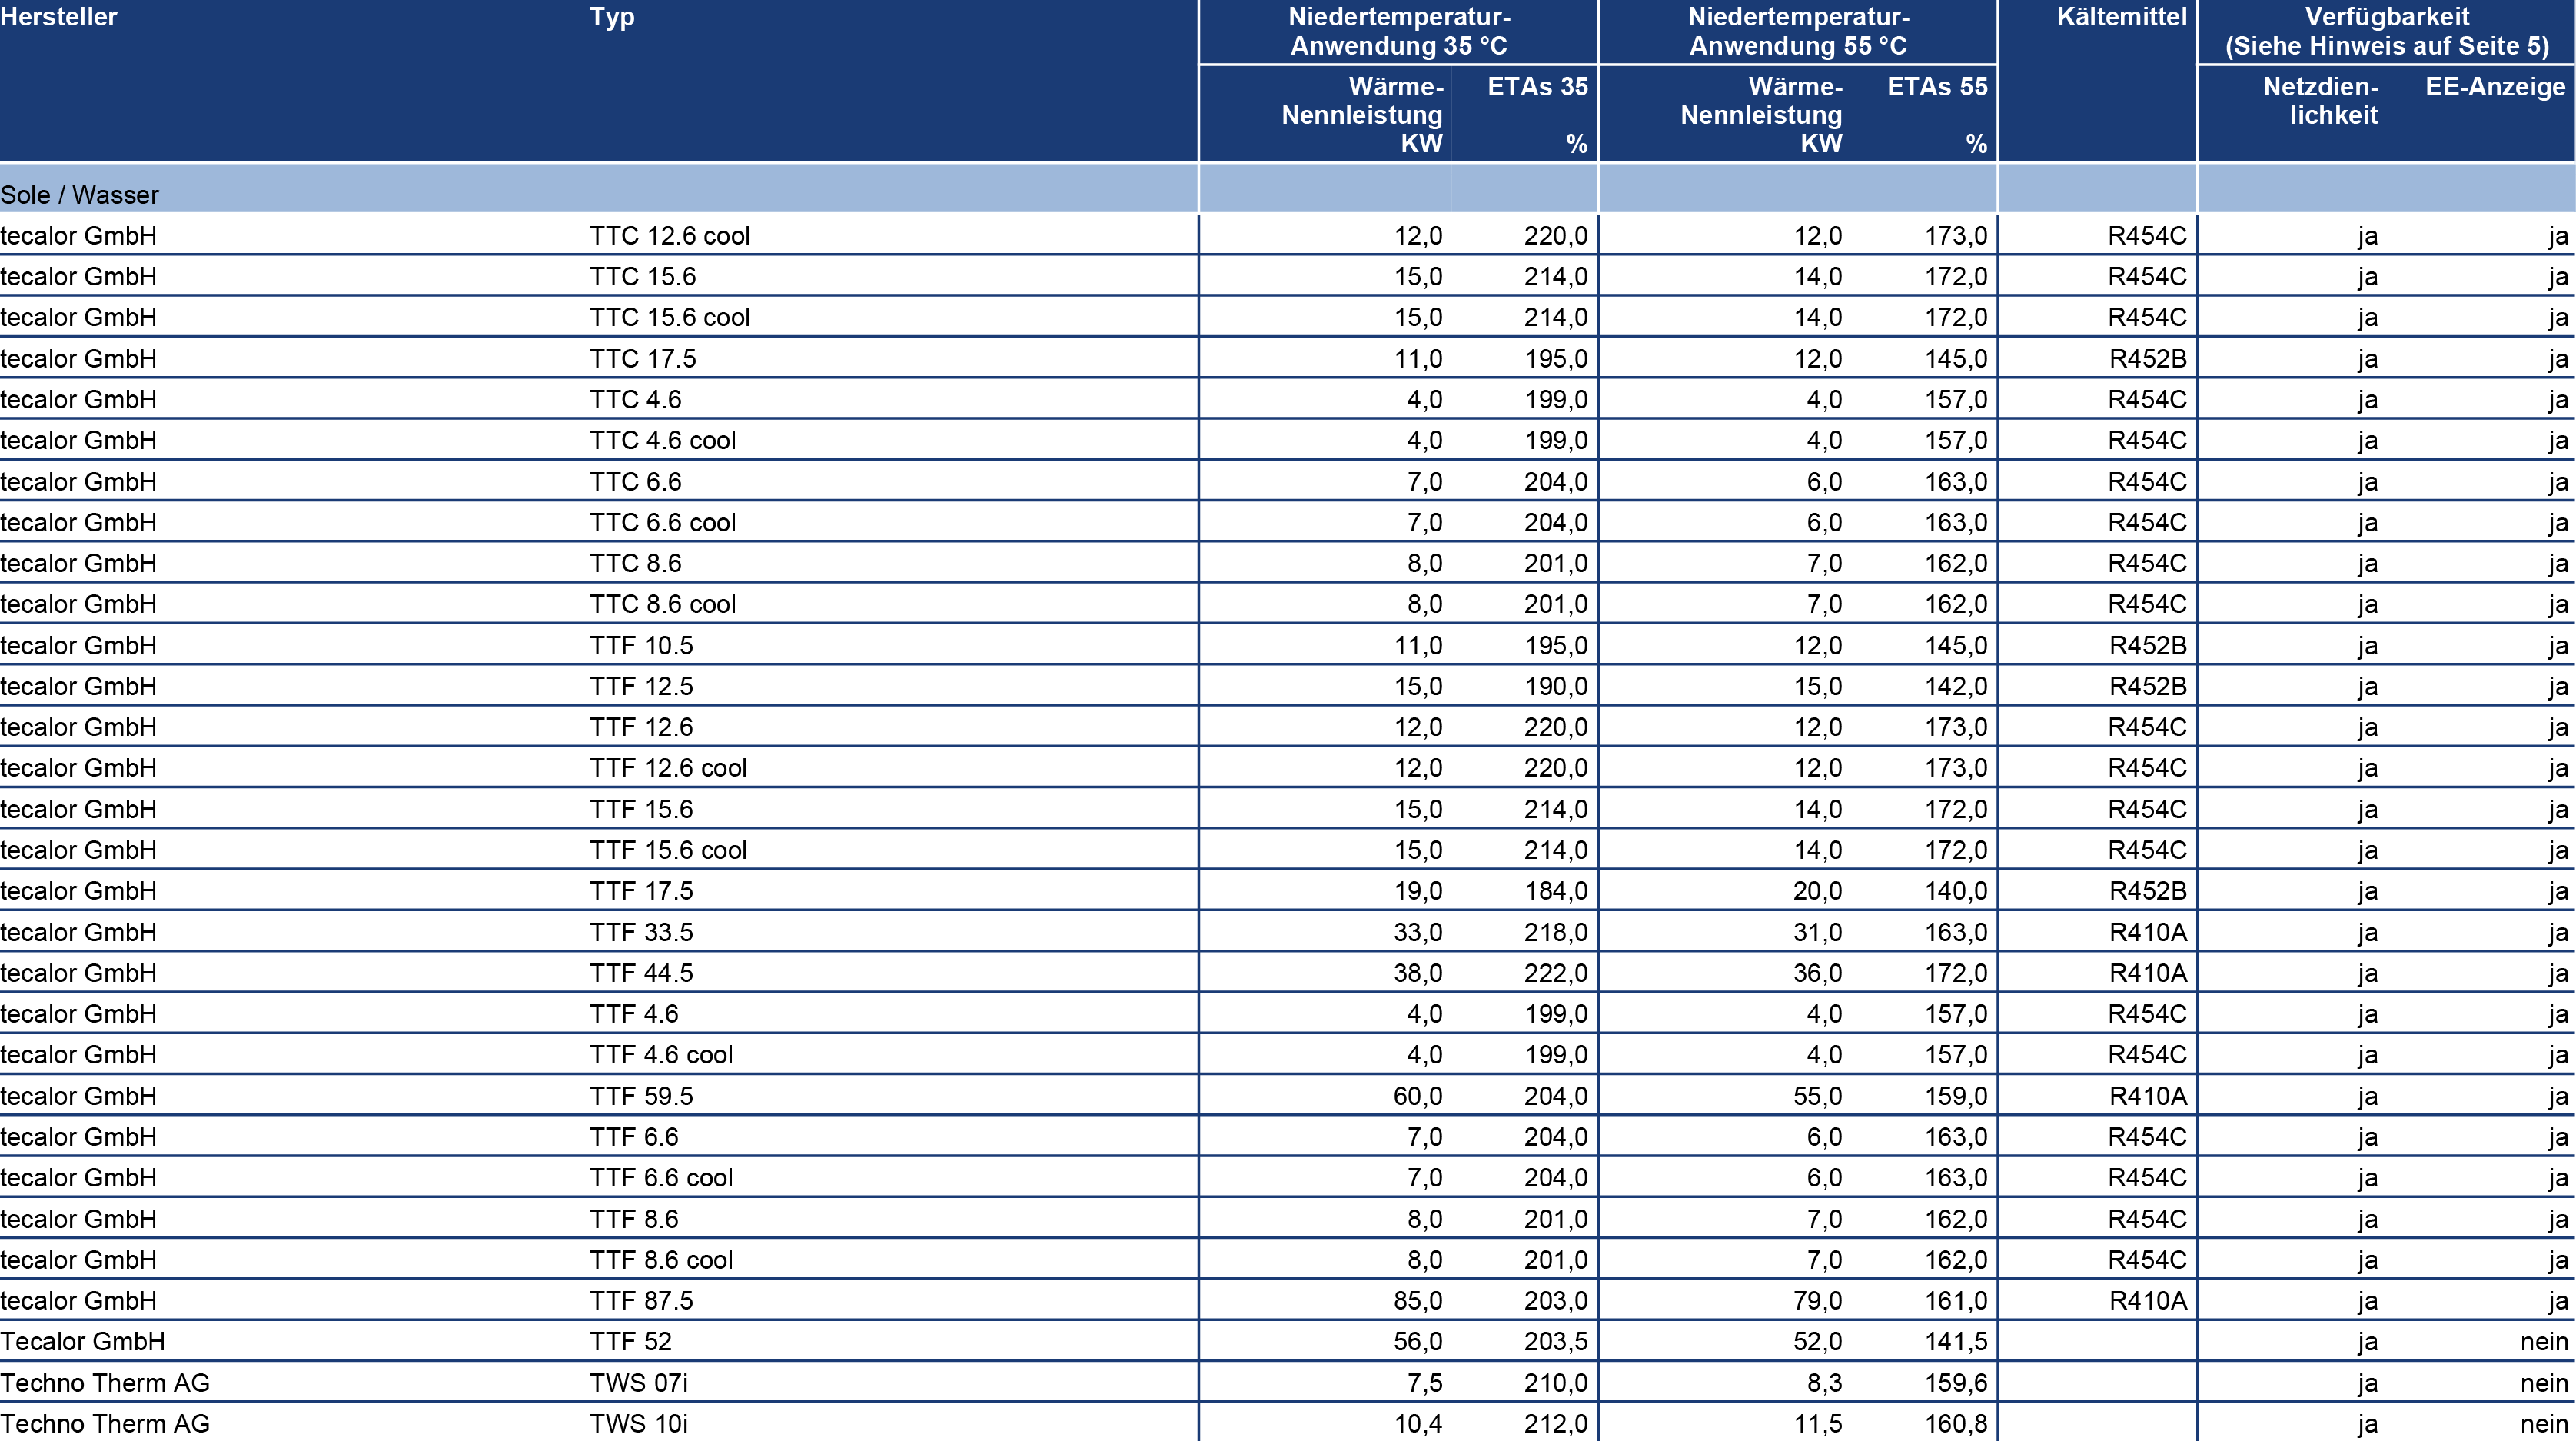 Hersteller Typ Niedertemperatur- Niedertemperatur- Kältemittel Verfügbarkeit
Anwendung 35 °C Anwendung 55 °C (Siehe Hinweis auf Seite 5)
Wärme- ETAs 35 Wärme- ETAs 55 Netzdien- EE-Anzeige
Nennleistung Nennleistung lichkeit
KW % KW %
Sole / Wasser
tecalor GmbH TTC 12.6 cool 12,0 220,0 12,0 173,0 R454C ja ja
tecalor GmbH TTC 15.6 15,0 214,0 14,0 172,0 R454C ja ja
tecalor GmbH TTC 15.6 cool 15,0 214,0 14,0 172,0 R454C ja ja
tecalor GmbH TTC 17.5 11,0 195,0 12,0 145,0 R452B ja ja
tecalor GmbH TTC 4.6 4,0 199,0 4,0 157,0 R454C ja ja
tecalor GmbH TTC 4.6 cool 4,0 199,0 4,0 157,0 R454C ja ja
tecalor GmbH TTC 6.6 7,0 204,0 6,0 163,0 R454C ja ja
tecalor GmbH TTC 6.6 cool 7,0 204,0 6,0 163,0 R454C ja ja
tecalor GmbH TTC 8.6 8,0 201,0 7,0 162,0 R454C ja ja
tecalor GmbH TTC 8.6 cool 8,0 201,0 7,0 162,0 R454C ja ja
tecalor GmbH TTF 10.5 11,0 195,0 12,0 145,0 R452B ja ja
tecalor GmbH TTF 12.5 15,0 190,0 15,0 142,0 R452B ja ja
tecalor GmbH TTF 12.6 12,0 220,0 12,0 173,0 R454C ja ja
tecalor GmbH TTF 12.6 cool 12,0 220,0 12,0 173,0 R454C ja ja
tecalor GmbH TTF 15.6 15,0 214,0 14,0 172,0 R454C ja ja
tecalor GmbH TTF 15.6 cool 15,0 214,0 14,0 172,0 R454C ja ja
tecalor GmbH TTF 17.5 19,0 184,0 20,0 140,0 R452B ja ja
tecalor GmbH TTF 33.5 33,0 218,0 31,0 163,0 R410A ja ja
tecalor GmbH TTF 44.5 38,0 222,0 36,0 172,0 R410A ja ja
tecalor GmbH TTF 4.6 4,0 199,0 4,0 157,0 R454C ja ja
tecalor GmbH TTF 4.6 cool 4,0 199,0 4,0 157,0 R454C ja ja
tecalor GmbH TTF 59.5 60,0 204,0 55,0 159,0 R410A ja ja
tecalor GmbH TTF 6.6 7,0 204,0 6,0 163,0 R454C ja ja
tecalor GmbH TTF 6.6 cool 7,0 204,0 6,0 163,0 R454C ja ja
tecalor GmbH TTF 8.6 8,0 201,0 7,0 162,0 R454C ja ja
tecalor GmbH TTF 8.6 cool 8,0 201,0 7,0 162,0 R454C ja ja
tecalor GmbH TTF 87.5 85,0 203,0 79,0 161,0 R410A ja ja
Tecalor GmbH TTF 52 56,0 203,5 52,0 141,5 ja nein
Techno Therm AG TWS 07i 7,5 210,0 8,3 159,6 ja nein
Techno Therm AG TWS 10i 10,4 212,0 11,5 160,8 ja nein